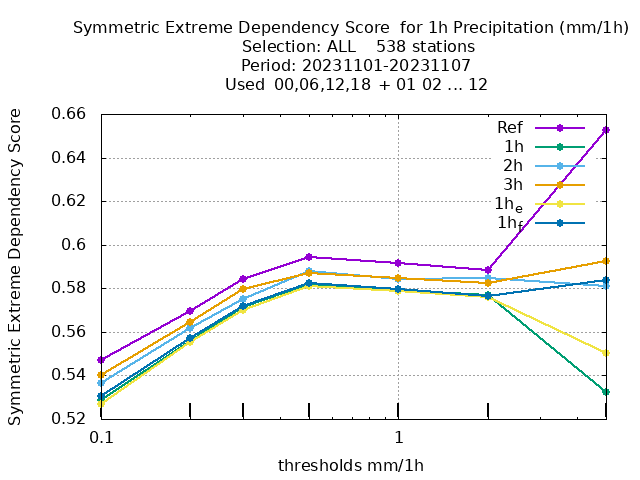 Symmetric Extreme Dependency Score for 1h Precipitation (mm/1h)
Selection: ALL 538 stations
Period: 20231101-20231107
Used 00,06,12,18 + 01 02 ... 12
Symmetric Extreme Dependency Score
0.66
0.64
0.62
0.6
0.58
0.56
0.54
0.52
Ref
1h
2h
3h
1he
1hf
0.1
1
thresholds mm/1h